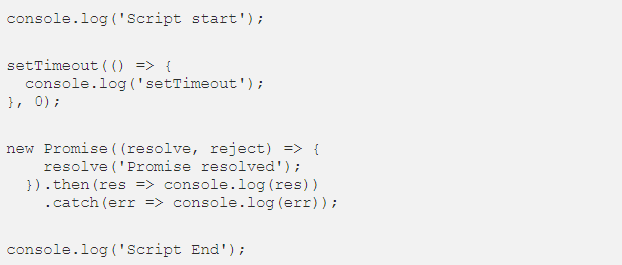 console.log('Script start');
setTimeout(() => {
  console.log('setTimeout');
}, 0);
new Promise((resolve, reject) => {
    resolve('Promise resolved');
  }).then(res => console.log(res))
    .catch(err => console.log(err));
console.log('Script End');